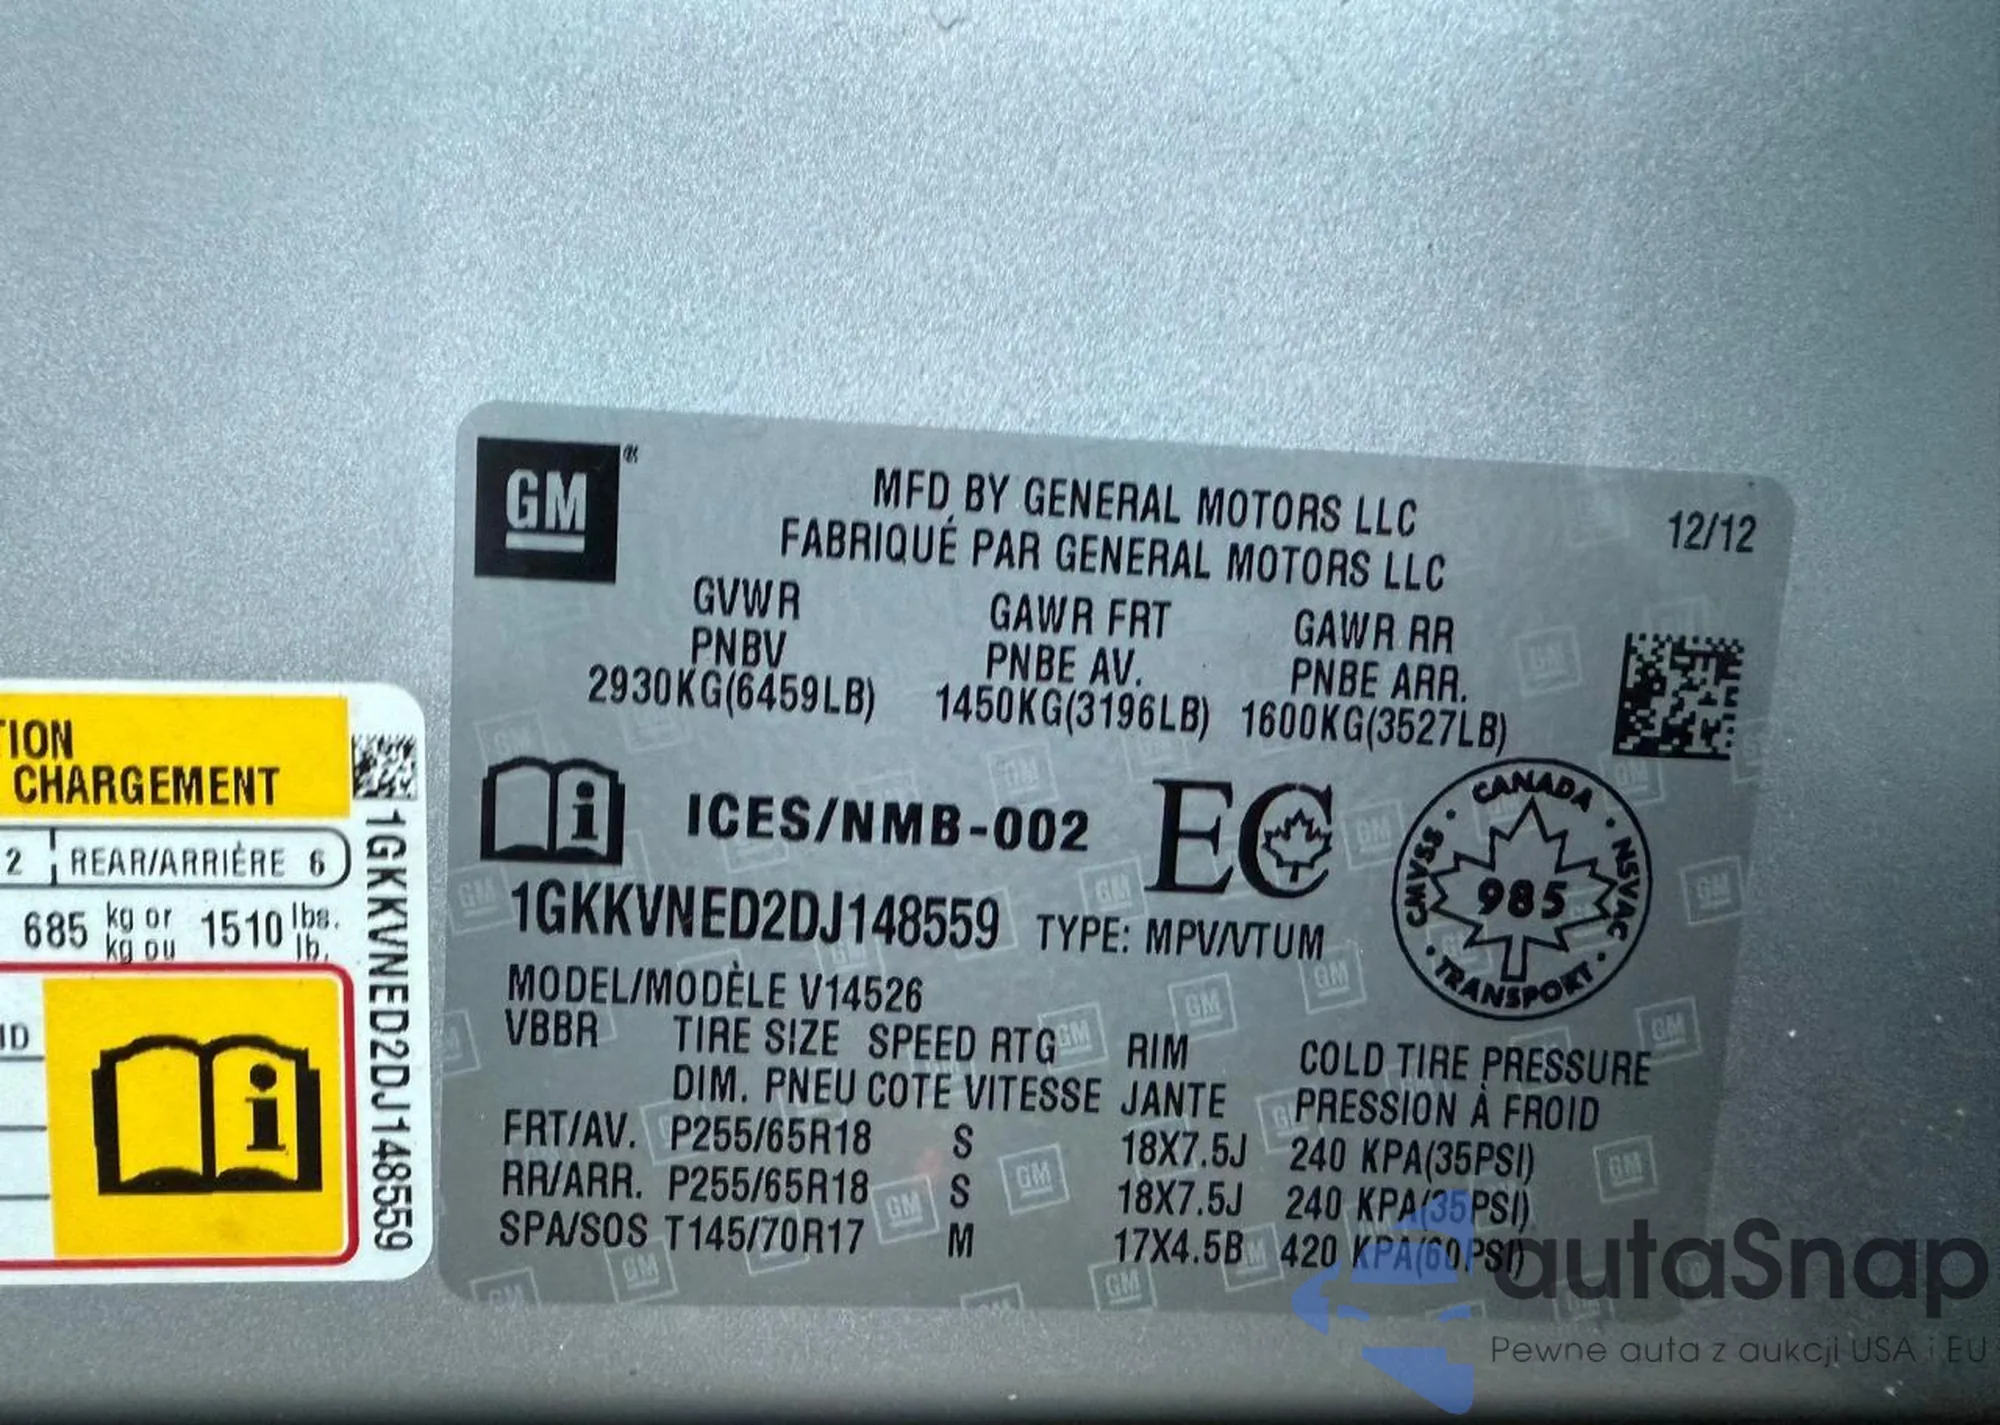 TION
CHARGEMENT
2 REAR/ARRIÈRE 6
685 kg or 1510 lbs.
kg ou lb.
ID
1GKKVNED2DJ148559
GM®
MFD BY GENERAL MOTORS LLC
FABRIQUÉ PAR GENERAL MOTORS LLC
12/12
GVWR GAWR FRT GAWR RR
PNBV PNBE AV. PNBE ARR.
2930KG(6459LB) 1450KG(3196LB) 1600KG(3527LB)
i ICES/NMB-002 EC
CANADA
CMVSS · NSVAC
985
TRANSPORT
1GKKVNED2DJ148559 TYPE: MPV/VTUM
MODEL/MODÈLE V14526
VBBR TIRE SIZE SPEED RTG RIM COLD TIRE PRESSURE
DIM. PNEU COTE VITESSE JANTE PRESSION À FROID
FRT/AV. P255/65R18 S 18X7.5J 240 KPA(35PSI)
RR/ARR. P255/65R18 S 18X7.5J 240 KPA(35PSI)
SPA/SOS T145/70R17 M 17X4.5B 420 KPA(60PSI)
autaSnap
Pewne auta z aukcji USA i EU